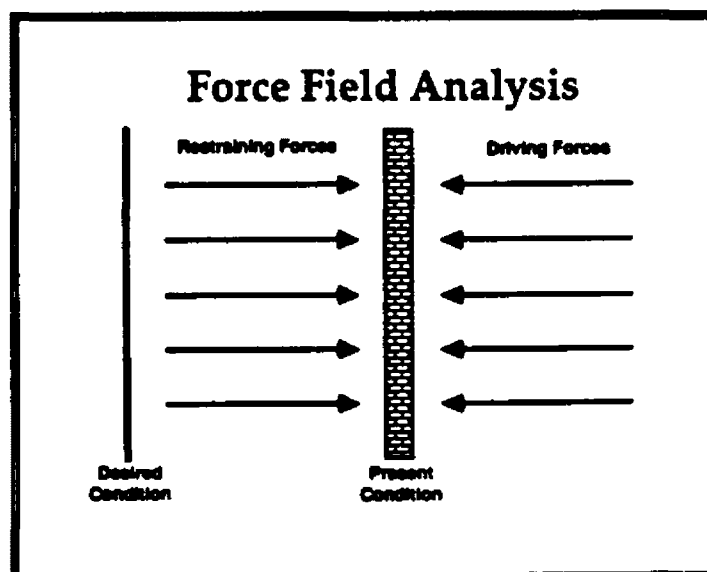 Force Field Analysis
Restraining Forces
Driving Forces
Desired
Condition
Present
Condition